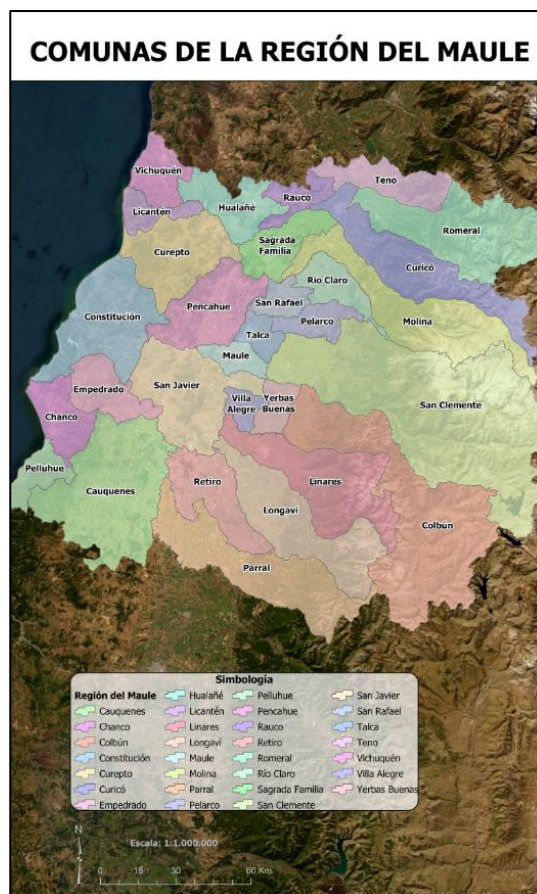 COMUNAS DE LA REGIÓN DEL MAULE
Vichuquén
Teno
Rauco
Licantén
Hualañé
Romeral
Sagrada
Familia
Curepto
Curicó
Río Claro
San Rafael
Pencahue
Constitución
Pelarco
Molina
Talca
Maule
Empedrado
San Javier
Villa
Alegre
Yerbas
Buenas
San Clemente
Chanco
Pelluhue
Cauquenes
Retiro
Linares
Longaví
Colbún
Parral
Simbología
Región del Maule
Cauquenes
Chanco
Colbún
Constitución
Curepto
Curicó
Empedrado
Hualañé
Licantén
Linares
Longaví
Maule
Molina
Parral
Pelarco
Pelluhue
Pencahue
Rauco
Retiro
Romeral
Río Claro
Sagrada Familia
San Clemente
San Javier
San Rafael
Talca
Teno
Vichuquén
Villa Alegre
Yerbas Buenas
N
Escala: 1:1.000.000
0 15 30 60 Km